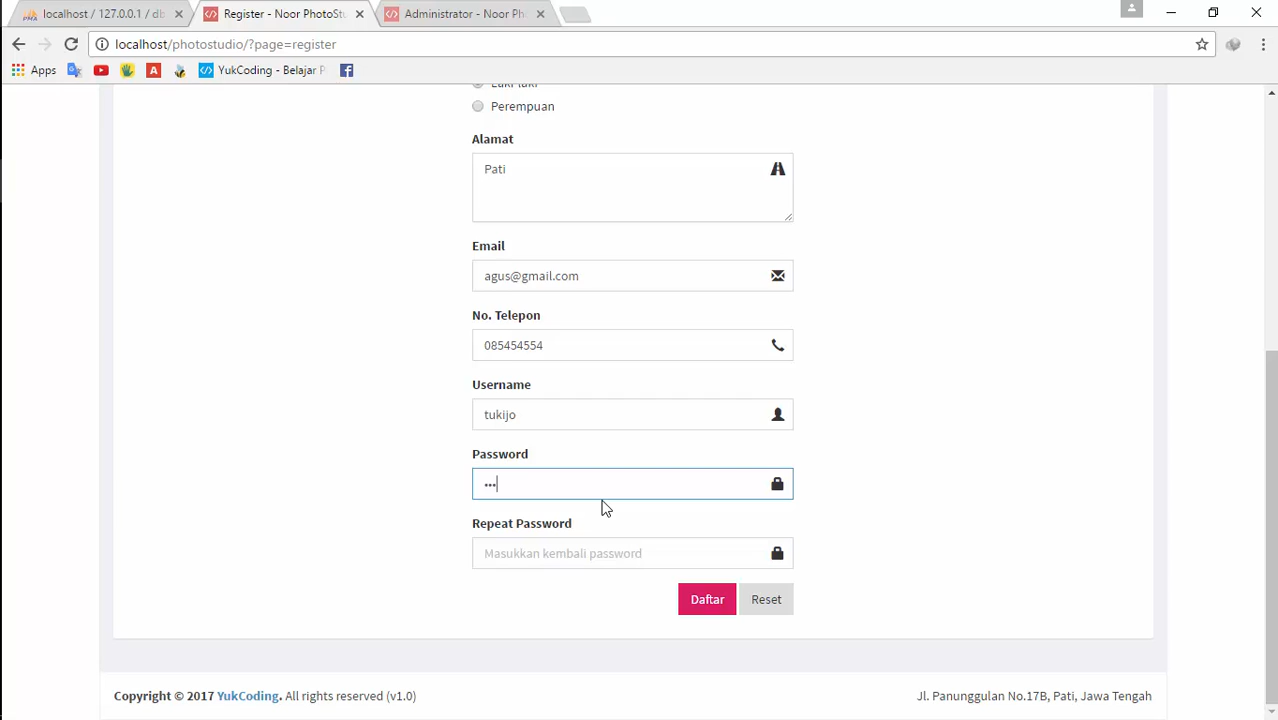 localhost / 127.0.0.1 / db
Register - Noor PhotoStu
Administrator - Noor Ph
localhost/photostudio/?page=register
Apps
YukCoding - Belajar P
Laki-laki
Perempuan
Alamat
Pati
Email
agus@gmail.com
No. Telepon
085454554
Username
tukijo
Password
•••
Repeat Password
Masukkan kembali password
Daftar
Reset
Copyright © 2017 YukCoding. All rights reserved (v1.0)
Jl. Panunggulan No.17B, Pati, Jawa Tengah